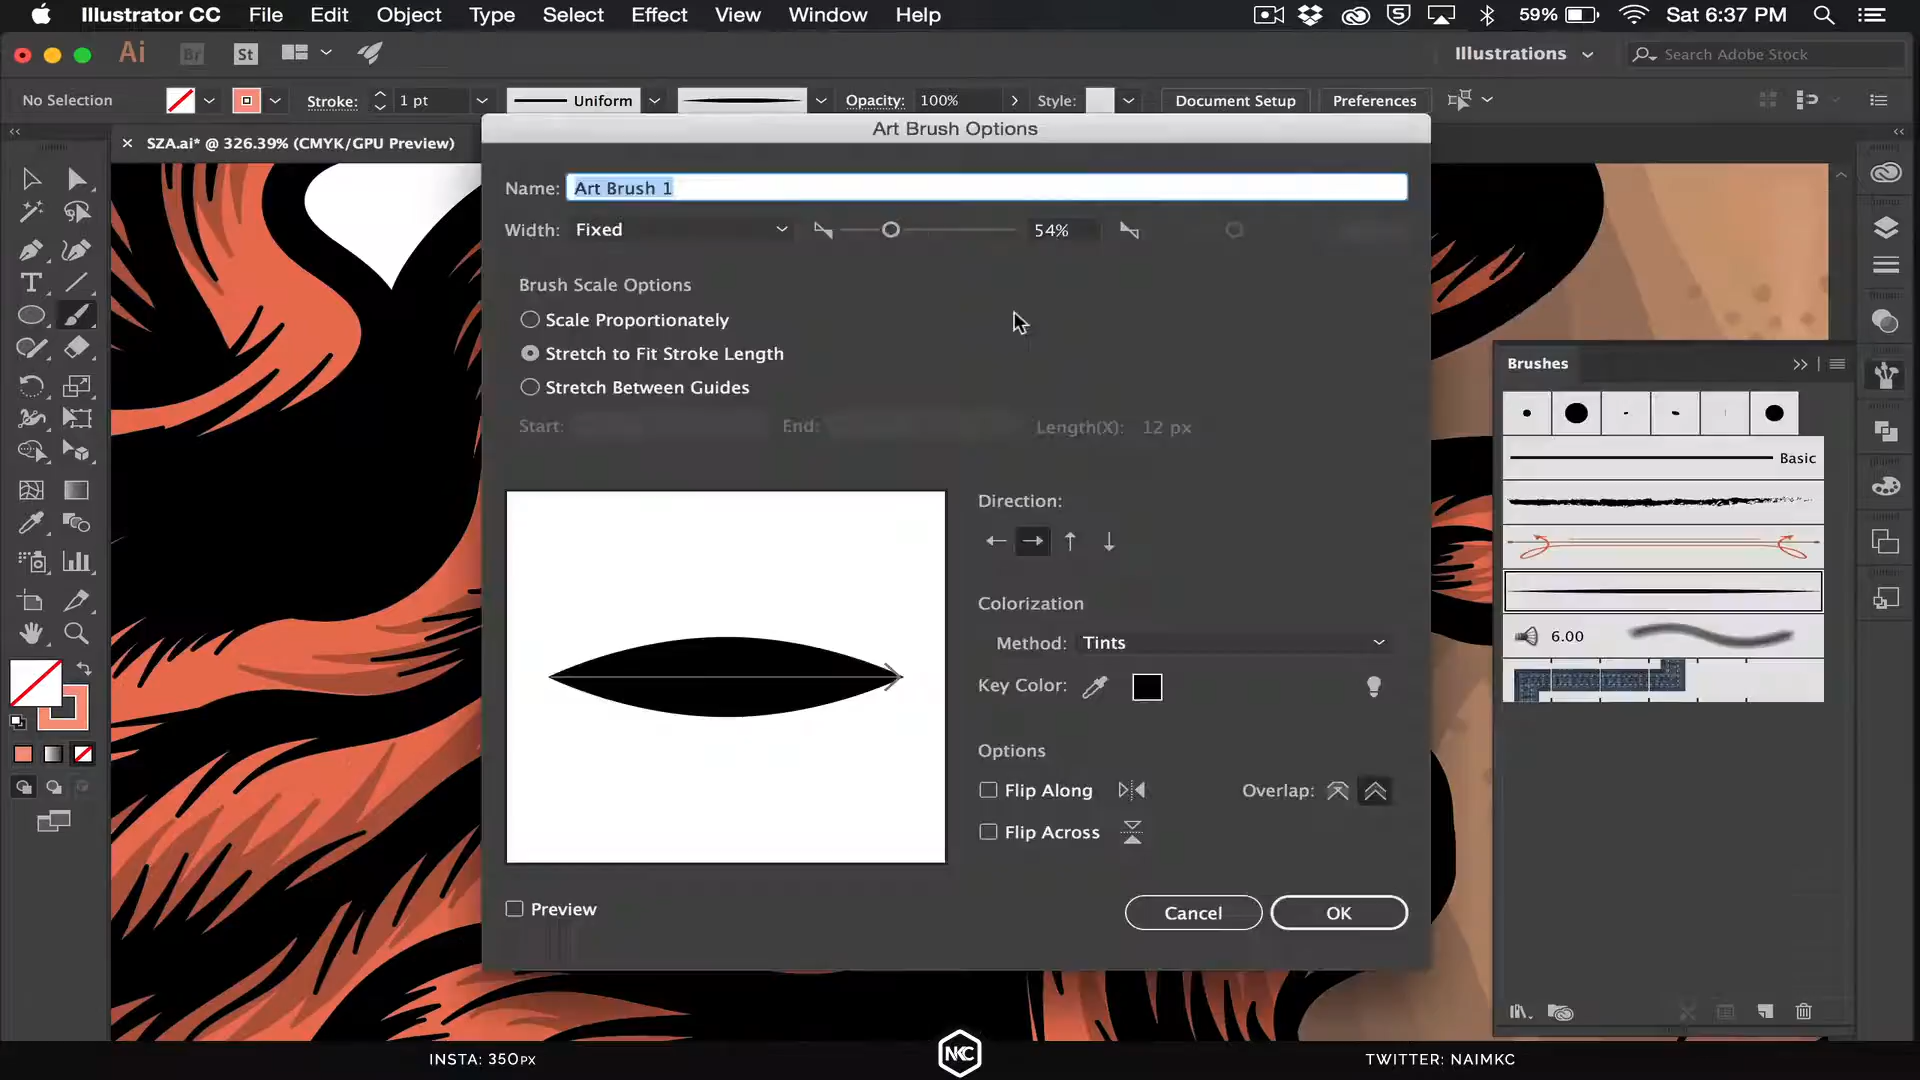 Illustrator CC File Edit Object Type Select Effect View Window Help 59% Sat 6:37 PM
Ai Br St Illustrations Search Adobe Stock
No Selection Stroke: 1 pt Uniform Opacity: 100% Style: Document Setup Preferences
SZA.ai* @ 326.39% (CMYK/GPU Preview)
Art Brush Options
Name: Art Brush 1
Width: Fixed 54%
Brush Scale Options
Scale Proportionately
Stretch to Fit Stroke Length
Stretch Between Guides
Start: End: Length(X): 12 px
Direction:
Colorization
Method: Tints
Key Color:
Options
Flip Along Overlap:
Flip Across
Preview
Cancel OK
Brushes
Basic
6.00
INSTA: 350px NKC TWITTER: NAIMKC